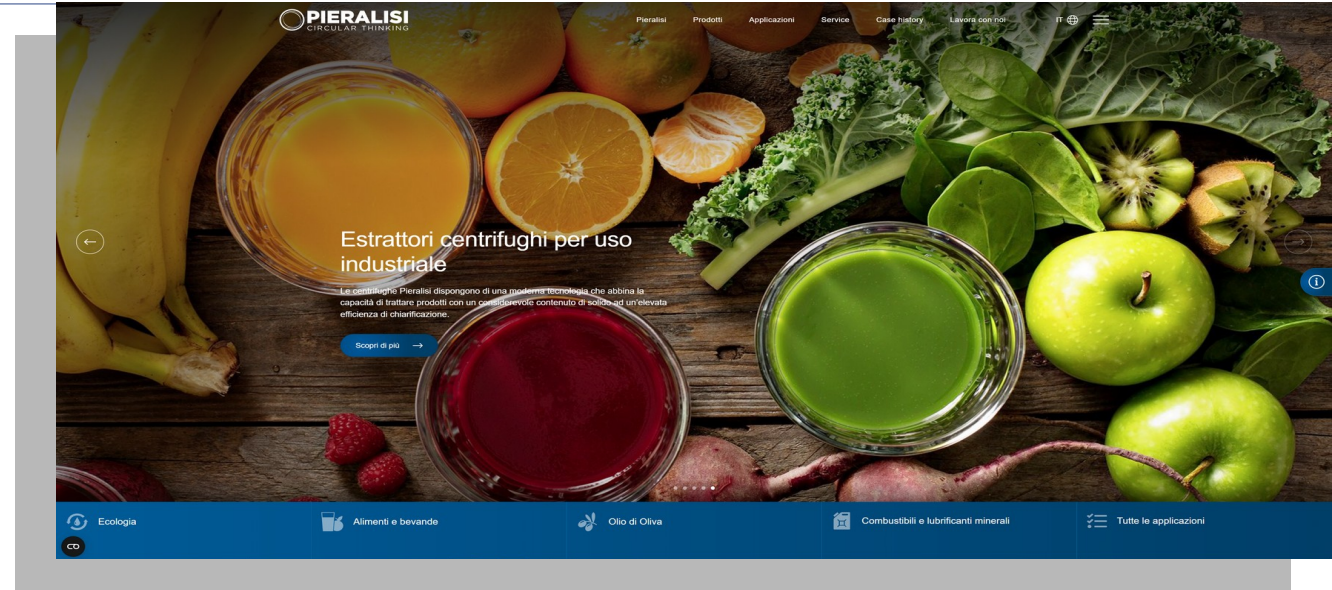 PIERALISI
CIRCULAR THINKING
Pieralisi
Prodotti
Applicazioni
Service
Case history
Lavora con noi
IT
Estrattori centrifughi per uso
industriale
Le centrifughe Pieralisi dispongono di una moderna tecnologia che abbina la
capacità di trattare prodotti con un considerevole contenuto di solido ad un'elevata
efficienza di chiarificazione.
Scopri di più
Ecologia
Alimenti e bevande
Olio di Oliva
Combustibili e lubrificanti minerali
Tutte le applicazioni